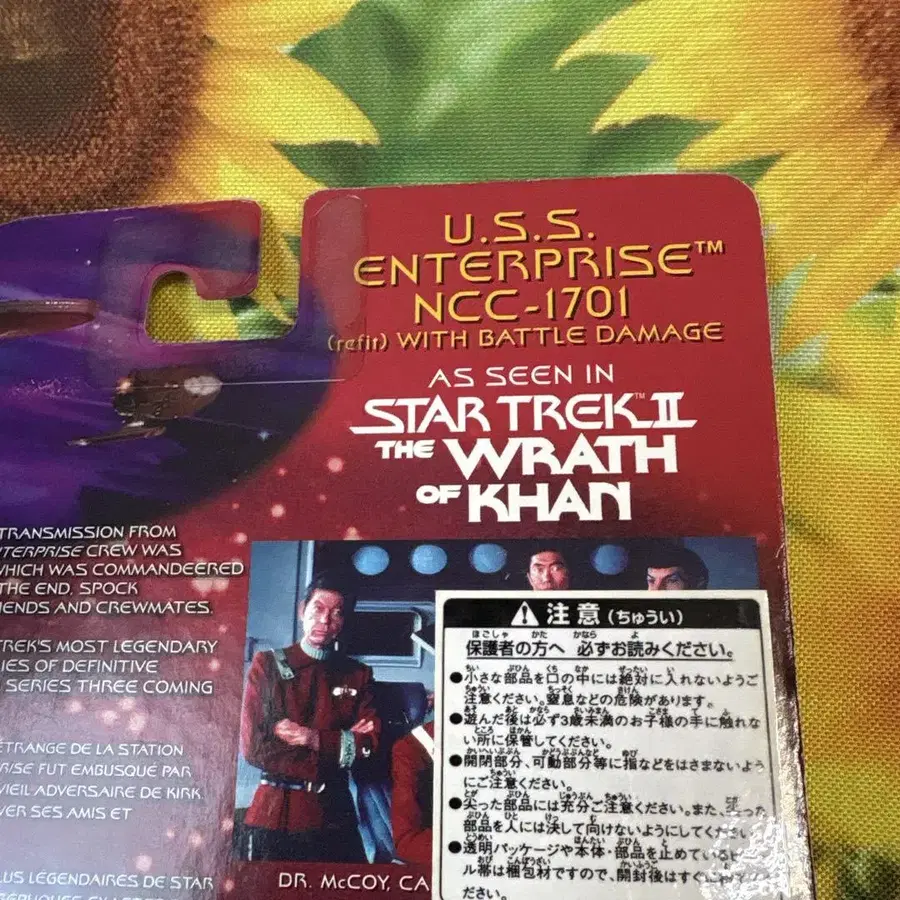 U.S.S.
ENTERPRISE™
NCC-1701
(refit) WITH BATTLE DAMAGE
AS SEEN IN
STAR TREK™ II
THE WRATH
OF KHAN
TRANSMISSION FROM
CREW WAS
WHICH WAS COMMANDEERED
THE END, SPOCK
AND CREWMATES.
TREK'S MOST LEGENDARY
OF DEFINITIVE
SERIES THREE COMING
ÉTRANGE DE LA STATION
FUT EMBUSQUÉ PAR
VIEIL ADVERSAIRE DE KIRK
SES AMIS ET
LÉGENDAIRES DE STAR
DR. McCOY, CA
⚠ 注意 (ちゅうい)
保護者の方へ 必ずお読みください。
●小さな部品を口の中には絶対に入れないようご
注意ください。窒息などの危険があります。
●遊んだ後は必ず3歳未満のお子様の手に触れな
い所に保管してください。
●開閉部分、可動部分等に指などをはさまないよう
にご注意ください。
●尖った部品には充分ご注意ください。また、尖った
部品を人には決して向けないようにしてください。
●透明パッケージや本体・部品を止めている
ル帯は梱包材ですので、開封後はすぐに
ださい。